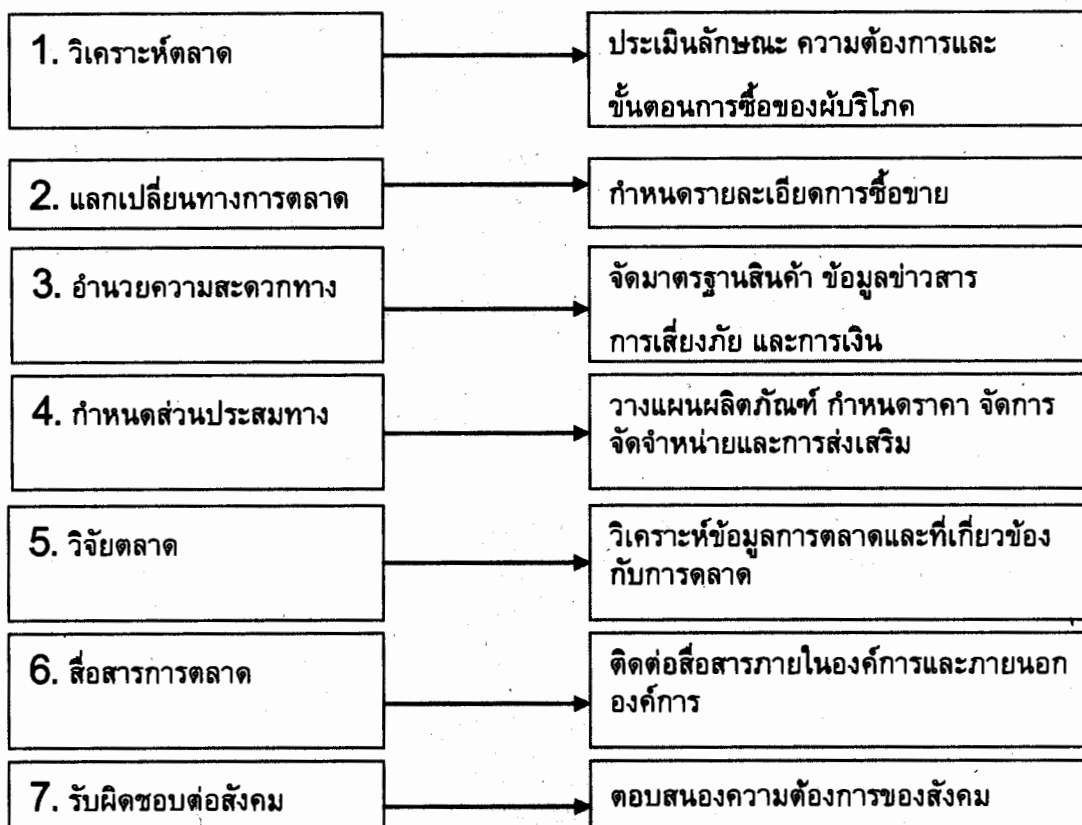 1. วิเคราะห์ตลาด
ประเมินลักษณะ ความต้องการและ
ขั้นตอนการซื้อของผู้บริโภค
2. แลกเปลี่ยนทางการตลาด
กำหนดรายละเอียดการซื้อขาย
3. อำนวยความสะดวกทาง
จัดมาตรฐานสินค้า ข้อมูลข่าวสาร
การเสี่ยงภัย และการเงิน
4. กำหนดส่วนประสมทาง
วางแผนผลิตภัณฑ์ กำหนดราคา จัดการ
จัดจำหน่ายและการส่งเสริม
5. วิจัยตลาด
วิเคราะห์ข้อมูลการตลาดและที่เกี่ยวข้อง
กับการตลาด
6. สื่อสารการตลาด
ติดต่อสื่อสารภายในองค์การและภายนอก
องค์การ
7. รับผิดชอบต่อสังคม
ตอบสนองความต้องการของสังคม